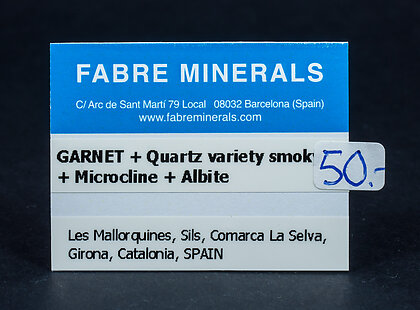 FABRE MINERALS
C/ Arc de Sant Martí 79 Local 08032 Barcelona (Spain)
www.fabreminerals.com
GARNET + Quartz variety smok
50.-
+ Microcline + Albite
Les Mallorquines, Sils, Comarca La Selva,
Girona, Catalonia, SPAIN